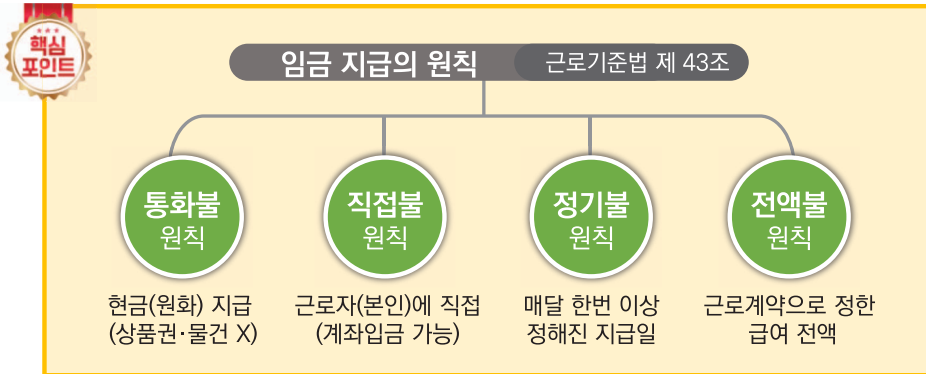 핵심
포인트
임금 지급의 원칙 근로기준법 제 43조
통화불
원칙
직접불
원칙
정기불
원칙
전액불
원칙
현금(원화) 지급
(상품권·물건 X)
근로자(본인)에 직접
(계좌입금 가능)
매달 한번 이상
정해진 지급일
근로계약으로 정한
급여 전액